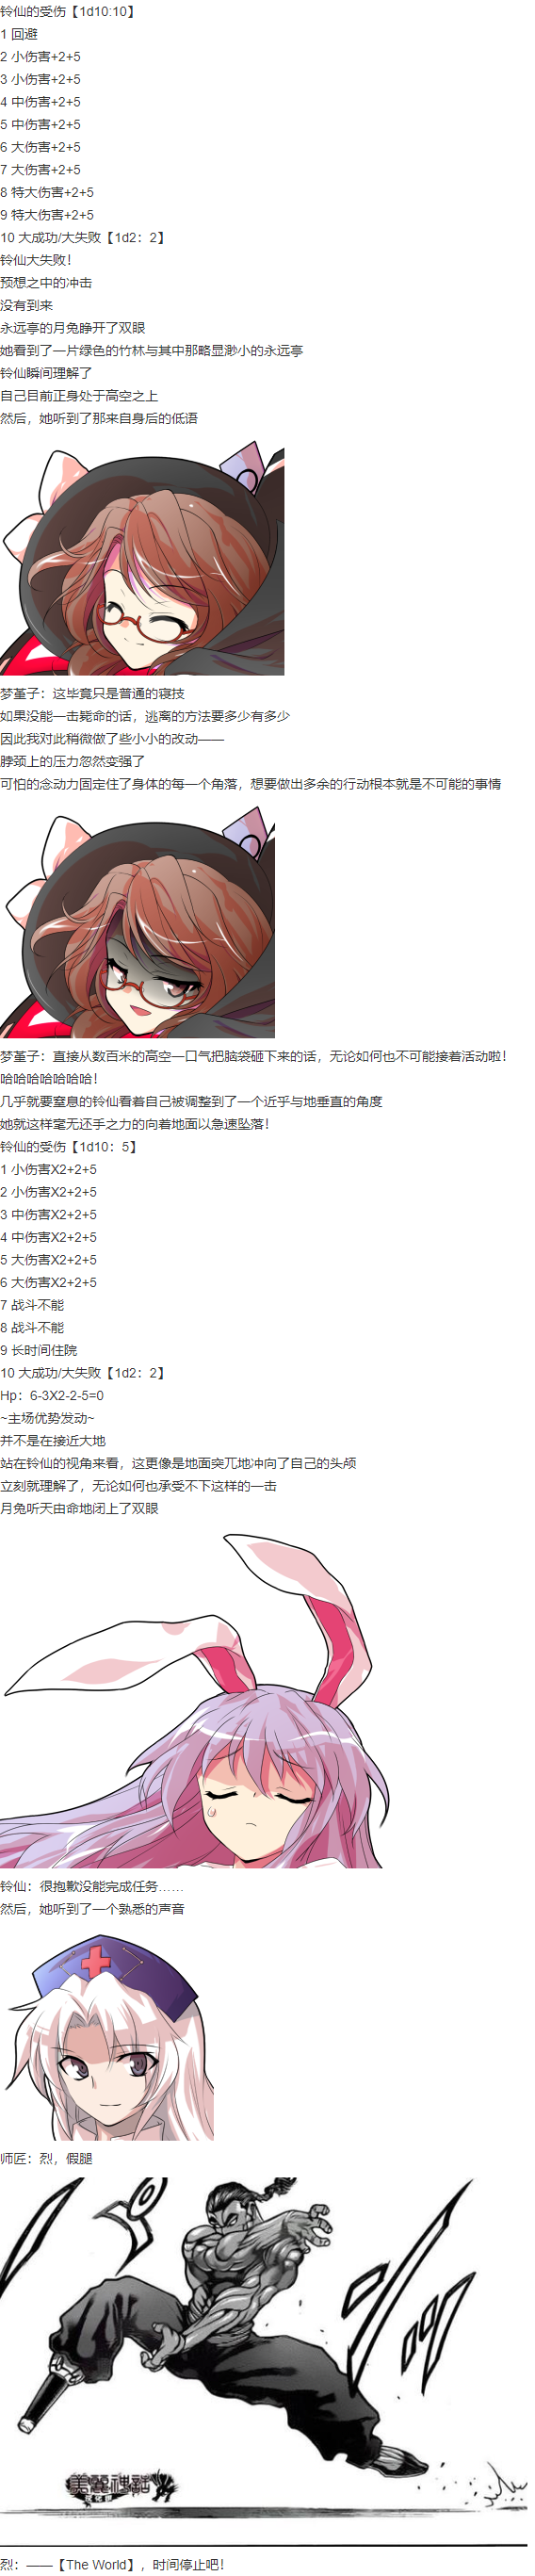 铃仙的受伤【1d10:10】
1 回避
2 小伤害+2+5
3 小伤害+2+5
4 中伤害+2+5
5 中伤害+2+5
6 大伤害+2+5
7 大伤害+2+5
8 特大伤害+2+5
9 特大伤害+2+5
10 大成功/大失败【1d2：2】
铃仙大失败！
预想之中的冲击
没有到来
永远亭的月兔睁开了双眼
她看到了一片绿色的竹林与其中那略显渺小的永远亭
铃仙瞬间理解了
自己目前正身处于高空之上
然后，她听到了那来自身后的低语
梦堇子：这毕竟只是普通的寝技
如果没能一击毙命的话，逃离的方法要多少有多少
因此我对此稍微做了些小小的改动——
脖颈上的压力忽然变强了
可怕的念动力固定住了身体的每一个角落，想要做出多余的行动根本就是不可能的事情
梦堇子：直接从数百米的高空一口气把脑袋砸下来的话，无论如何也不可能接着活动啦！
哈哈哈哈哈哈哈！
几乎就要窒息的铃仙看着自己被调整到了一个近乎与地垂直的角度
她就这样毫无还手之力的向着地面以急速坠落！
铃仙的受伤【1d10：5】
1 小伤害X2+2+5
2 小伤害X2+2+5
3 中伤害X2+2+5
4 中伤害X2+2+5
5 大伤害X2+2+5
6 大伤害X2+2+5
7 战斗不能
8 战斗不能
9 长时间住院
10 大成功/大失败【1d2：2】
Hp：6-3X2-2-5=0
~主场优势发动~
并不是在接近大地
站在铃仙的视角来看，这更像是地面突兀地冲向了自己的头颅
立刻就理解了，无论如何也承受不下这样的一击
月兔听天由命地闭上了双眼
铃仙：很抱歉没能完成任务……
然后，她听到了一个熟悉的声音
师匠：烈，假腿
烈：——【The World】，时间停止吧！